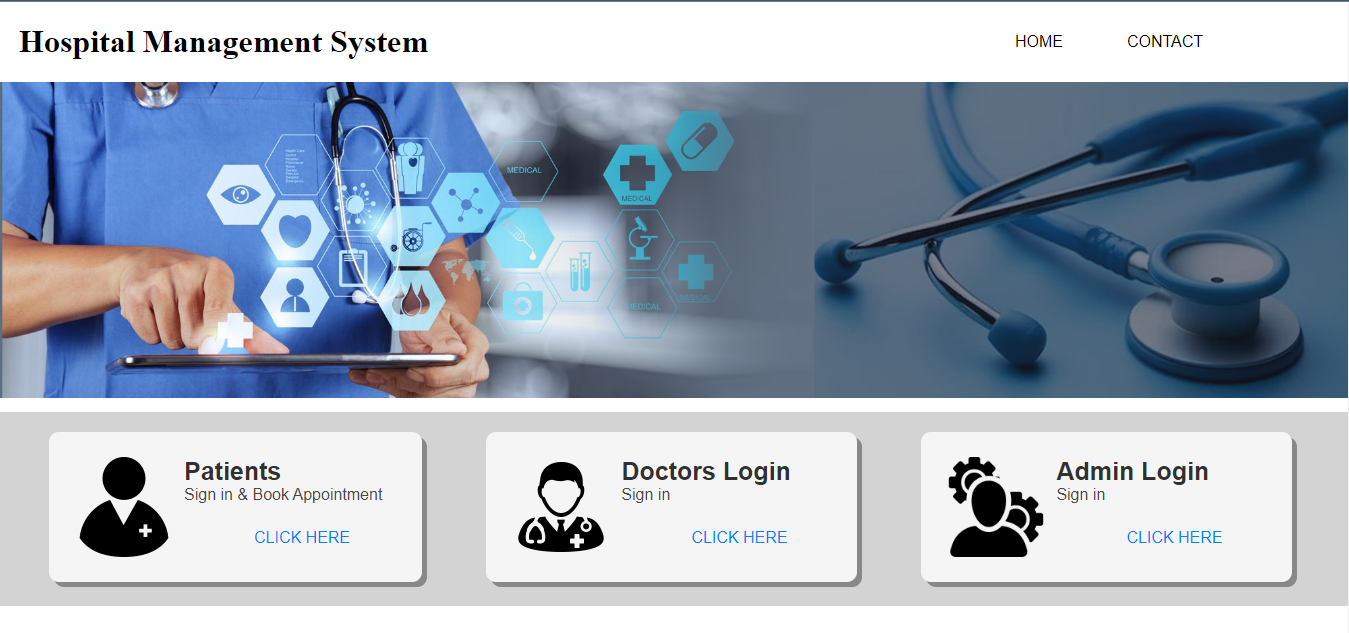 Hospital Management System
HOME
CONTACT
MEDICAL
MEDICAL
MEDICAL
MEDICAL
Patients
Sign in & Book Appointment
CLICK HERE
Doctors Login
Sign in
CLICK HERE
Admin Login
Sign in
CLICK HERE